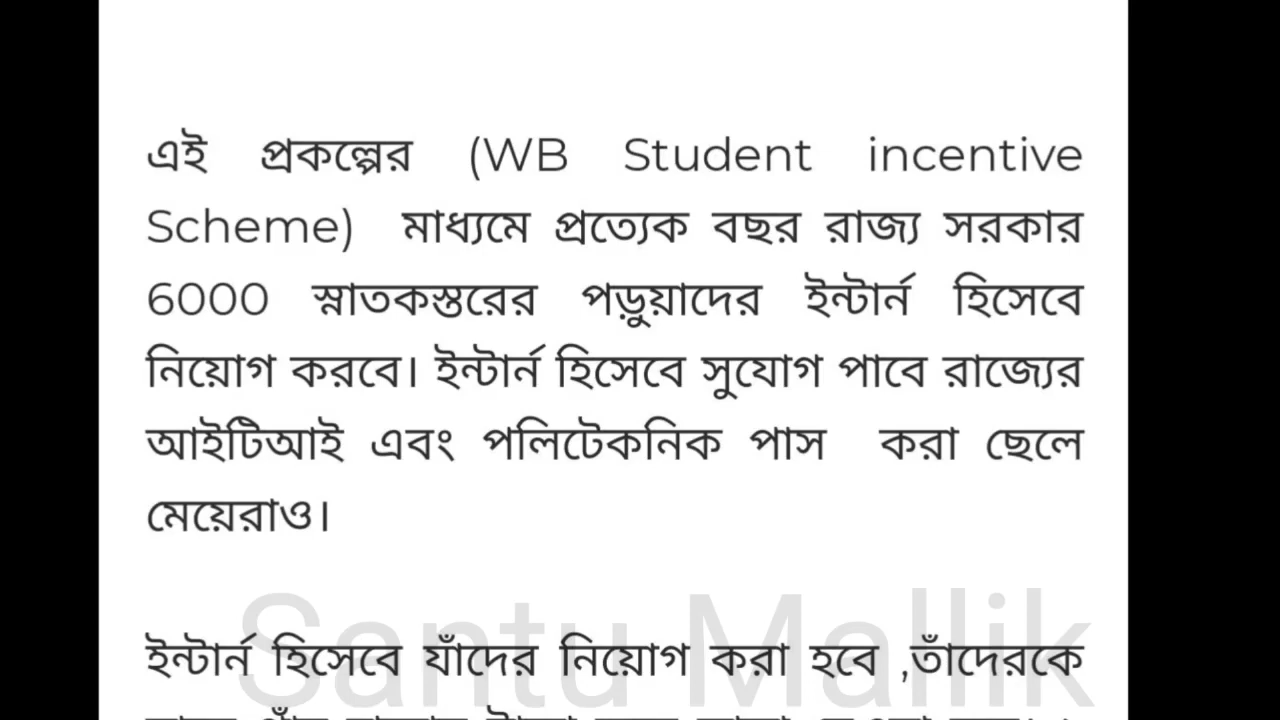 এই প্রকল্পের (WB Student incentive
Scheme) মাধ্যমে প্রত্যেক বছর রাজ্য সরকার
6000 স্নাতকস্তরের পড়ুয়াদের ইন্টার্ন হিসেবে
নিয়োগ করবে। ইন্টার্ন হিসেবে সুযোগ পাবে রাজ্যের
আইটিআই এবং পলিটেকনিক পাস করা ছেলে
মেয়েরাও।
Santu Mallik
ইন্টার্ন হিসেবে যাঁদের নিয়োগ করা হবে ,তাঁদেরকে